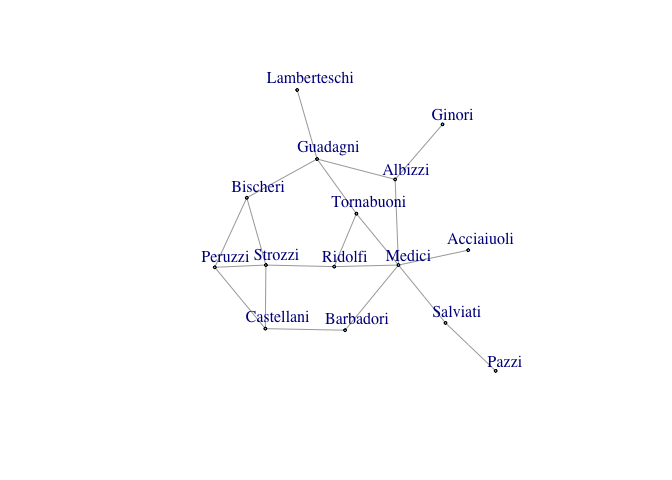 Lamberteschi
Ginori
Guadagni
Albizzi
Bischeri
Tornabuoni
Acciaiuoli
Peruzzi
Strozzi
Ridolfi
Medici
Castellani
Barbadori
Salviati
Pazzi